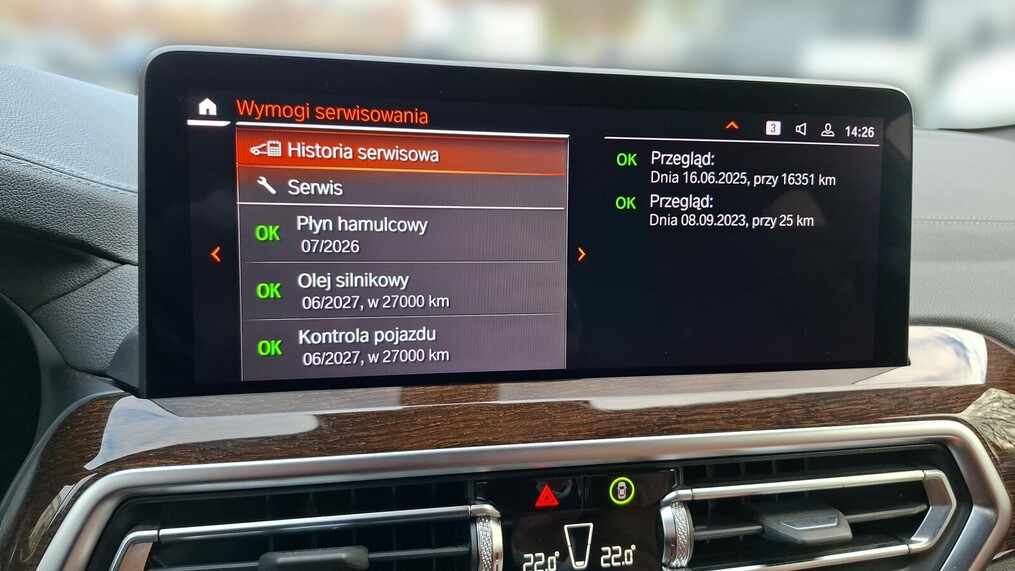 Wymogi serwisowania
3
14:26
Historia serwisowa
Serwis
OK
Płyn hamulcowy
07/2026
OK
Olej silnikowy
06/2027, w 27000 km
OK
Kontrola pojazdu
06/2027, w 27000 km
OK
Przegląd:
Dnia 16.06.2025, przy 16351 km
OK
Przegląd:
Dnia 08.09.2023, przy 25 km
22.0°
22.0°